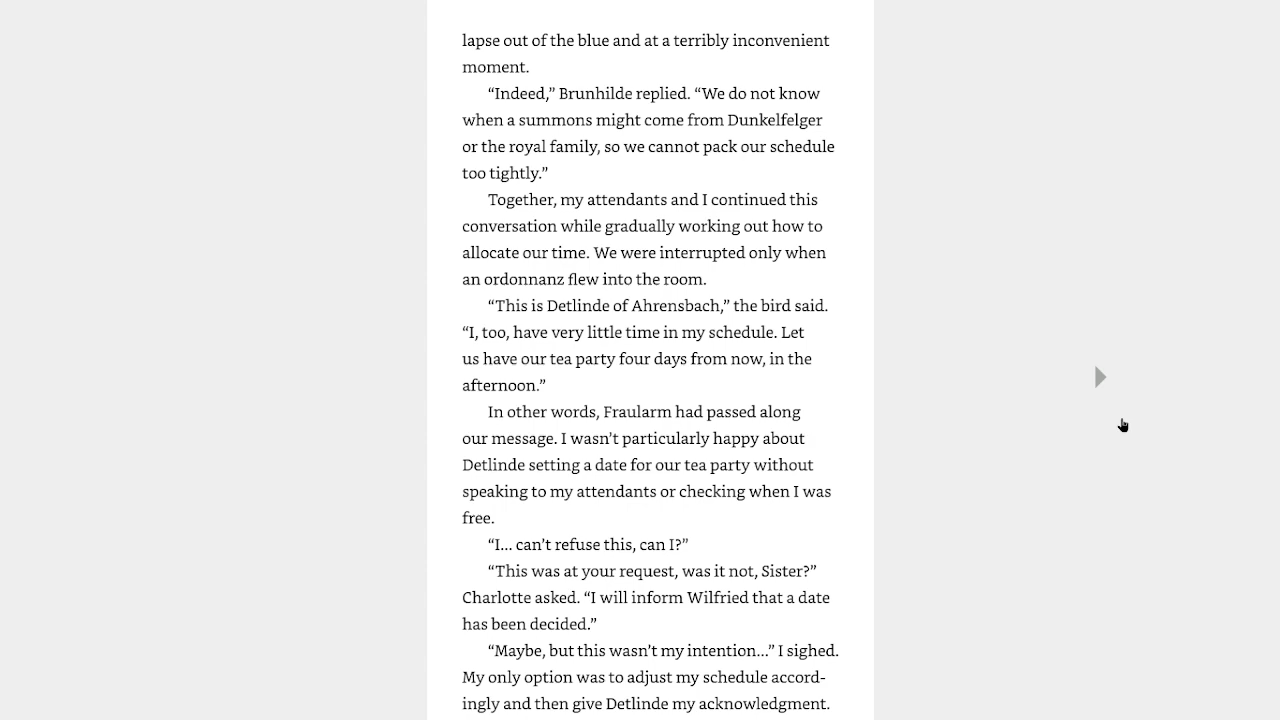 lapse out of the blue and at a terribly inconvenient
moment.
“Indeed,” Brunhilde replied. “We do not know
when a summons might come from Dunkelfelger
or the royal family, so we cannot pack our schedule
too tightly.”
Together, my attendants and I continued this
conversation while gradually working out how to
allocate our time. We were interrupted only when
an ordonnanz flew into the room.
“This is Detlinde of Ahrensbach,” the bird said.
“I, too, have very little time in my schedule. Let
us have our tea party four days from now, in the
afternoon.”
In other words, Fraularm had passed along
our message. I wasn’t particularly happy about
Detlinde setting a date for our tea party without
speaking to my attendants or checking when I was
free.
“I... can’t refuse this, can I?”
“This was at your request, was it not, Sister?”
Charlotte asked. “I will inform Wilfried that a date
has been decided.”
“Maybe, but this wasn’t my intention...” I sighed.
My only option was to adjust my schedule accord-
ingly and then give Detlinde my acknowledgment.